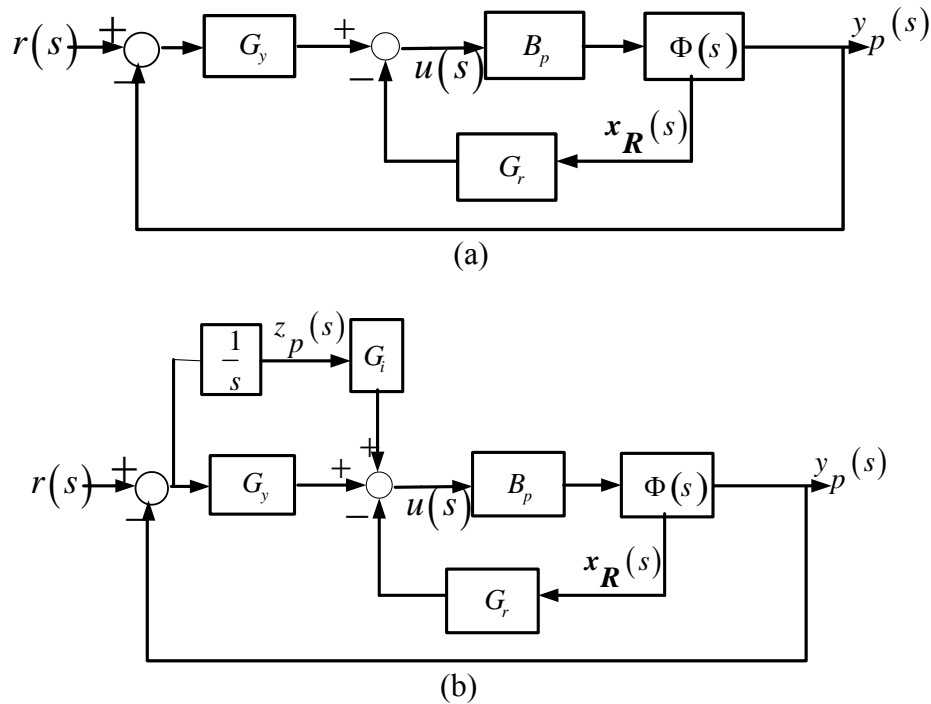 r(s) + − G_y + − u(s) B_p Φ(s) y_p(s)
x_R(s)
G_r
(a)
1/s z_p(s) G_i
r(s) + − G_y + + − u(s) B_p Φ(s) y_p(s)
x_R(s)
G_r
(b)